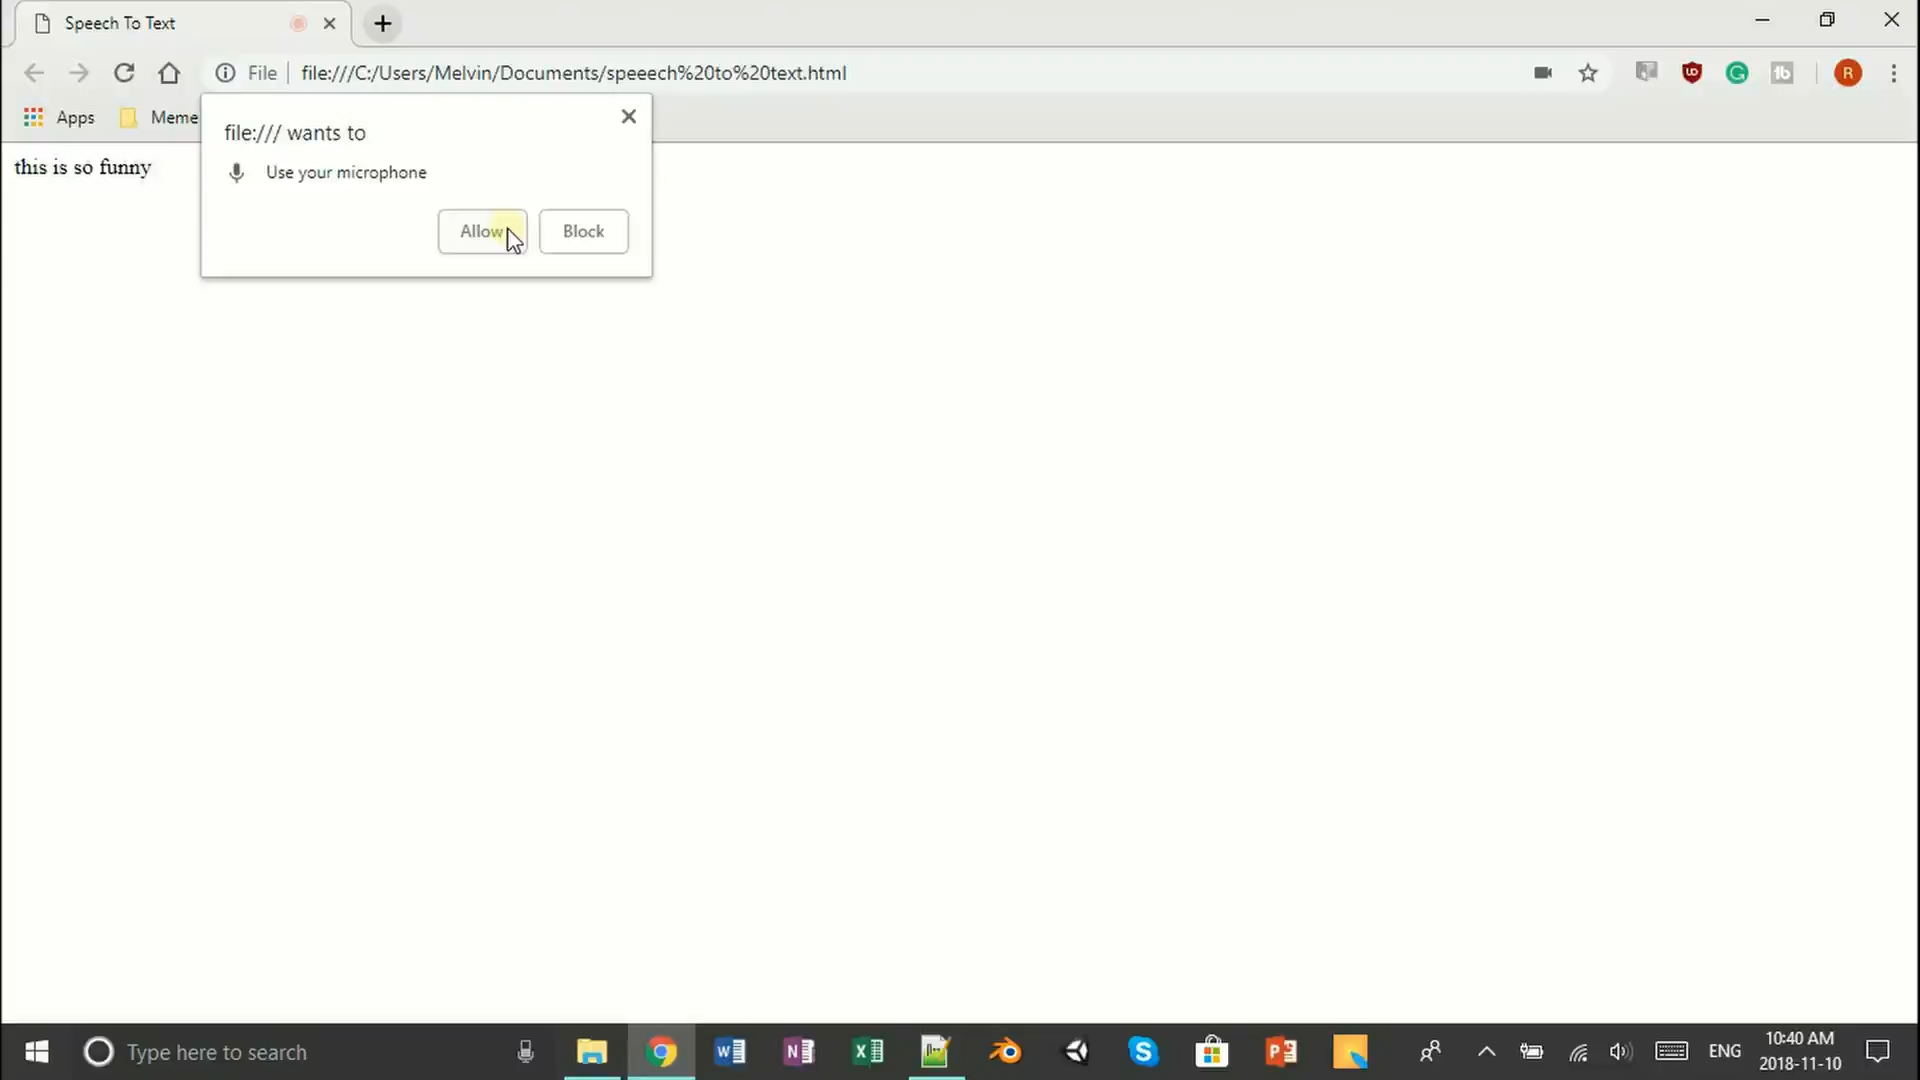 Speech To Text
File file:///C:/Users/Melvin/Documents/speeech%20to%20text.html
R
Apps Meme
file:/// wants to
Use your microphone
Allow Block
this is so funny
Type here to search
ENG
10:40 AM
2018-11-10